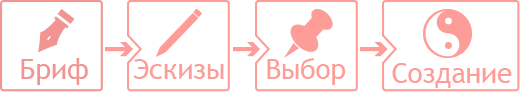 Бриф
Эскизы
Выбор
Создание